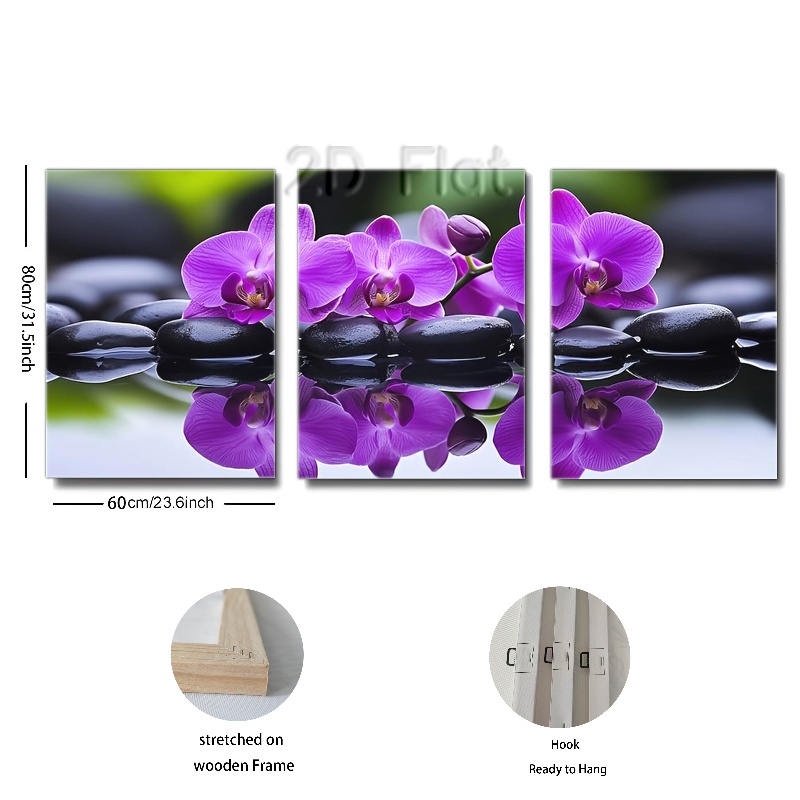 2D Flat
80cm/31.5inch
60cm/23.6inch
stretched on
wooden Frame
Hook
Ready to Hang